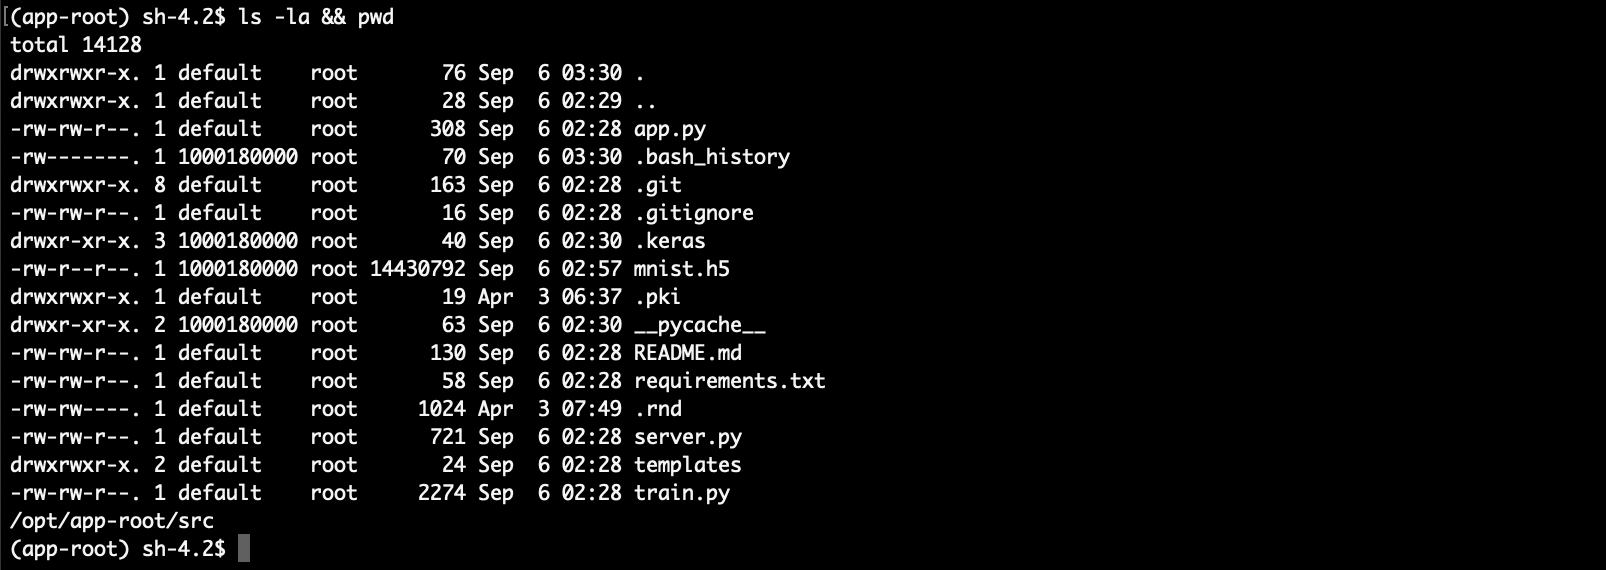 [(app-root) sh-4.2$ ls -la && pwd
total 14128
drwxrwxr-x. 1 default    root       76 Sep  6 03:30 .
drwxrwxr-x. 1 default    root       28 Sep  6 02:29 ..
-rw-rw-r--. 1 default    root      308 Sep  6 02:28 app.py
-rw-------. 1 1000180000 root       70 Sep  6 03:30 .bash_history
drwxrwxr-x. 8 default    root      163 Sep  6 02:28 .git
-rw-rw-r--. 1 default    root       16 Sep  6 02:28 .gitignore
drwxr-xr-x. 3 1000180000 root       40 Sep  6 02:30 .keras
-rw-r--r--. 1 1000180000 root 14430792 Sep  6 02:57 mnist.h5
drwxrwxr-x. 1 default    root       19 Apr  3 06:37 .pki
drwxr-xr-x. 2 1000180000 root       63 Sep  6 02:30 __pycache__
-rw-rw-r--. 1 default    root      130 Sep  6 02:28 README.md
-rw-rw-r--. 1 default    root       58 Sep  6 02:28 requirements.txt
-rw-rw----. 1 default    root     1024 Apr  3 07:49 .rnd
-rw-rw-r--. 1 default    root      721 Sep  6 02:28 server.py
drwxrwxr-x. 2 default    root       24 Sep  6 02:28 templates
-rw-rw-r--. 1 default    root     2274 Sep  6 02:28 train.py
/opt/app-root/src
(app-root) sh-4.2$